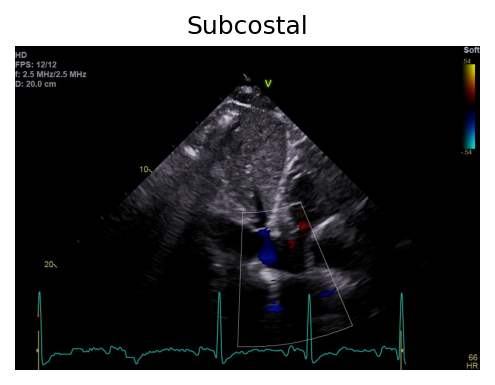 Subcostal
HD
FPS: 12/12
f: 2.5 MHz/2.5 MHz
D: 20.0 cm
V
Soft
54
-54
10
20
66
HR